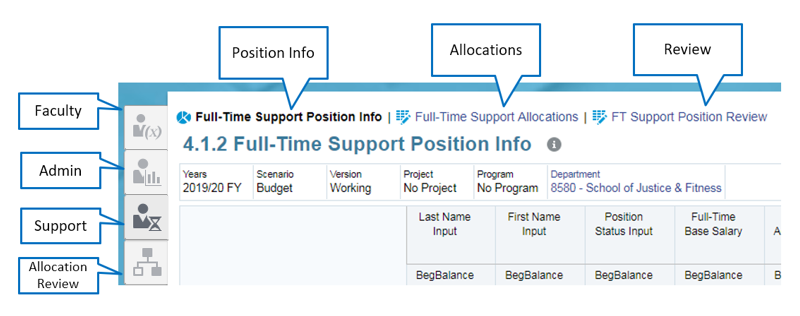 Position Info
Allocations
Review
Faculty
Admin
Support
Allocation
Review
(x)
Full-Time Support Position Info | Full-Time Support Allocations | FT Support Position Review
4.1.2 Full-Time Support Position Info
Years Scenario Version Project Program Department
2019/20 FY Budget Working No Project No Program 8580 - School of Justice & Fitness
Last Name First Name Position Full-Time
Input Input Status Input Base Salary A
BegBalance BegBalance BegBalance BegBalance B